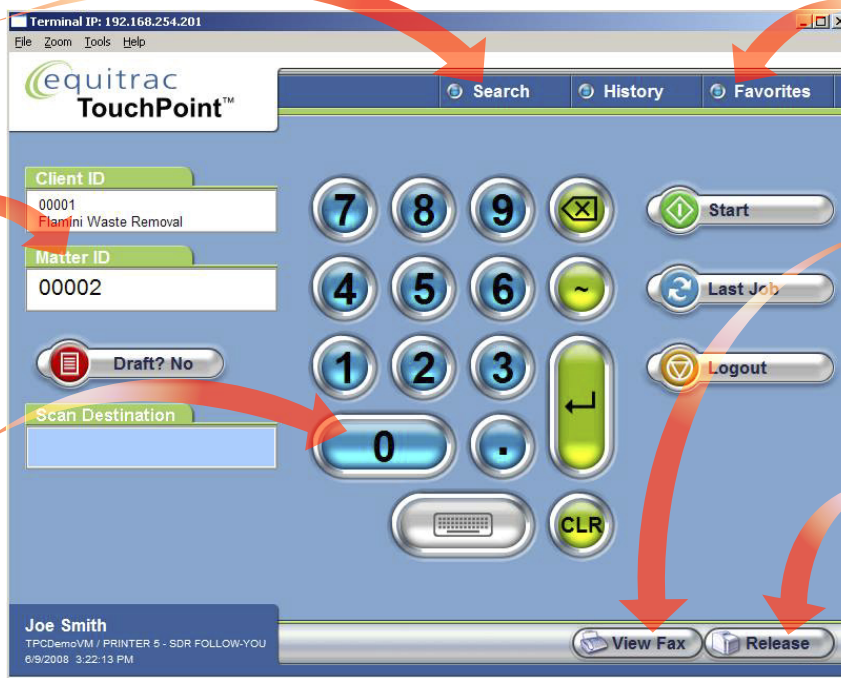 Terminal IP: 192.168.254.201
File Zoom Tools Help
equitrac
TouchPoint™
Search History Favorites
Client ID
00001
Flamini Waste Removal
Matter ID
00002
Draft? No
Scan Destination
7 8 9
4 5 6 ~
1 2 3
0 .
CLR
Start
Last Job
Logout
Joe Smith
TPCDemoVM / PRINTER 5 - SDR FOLLOW-YOU
6/9/2008 3:22:13 PM
View Fax Release